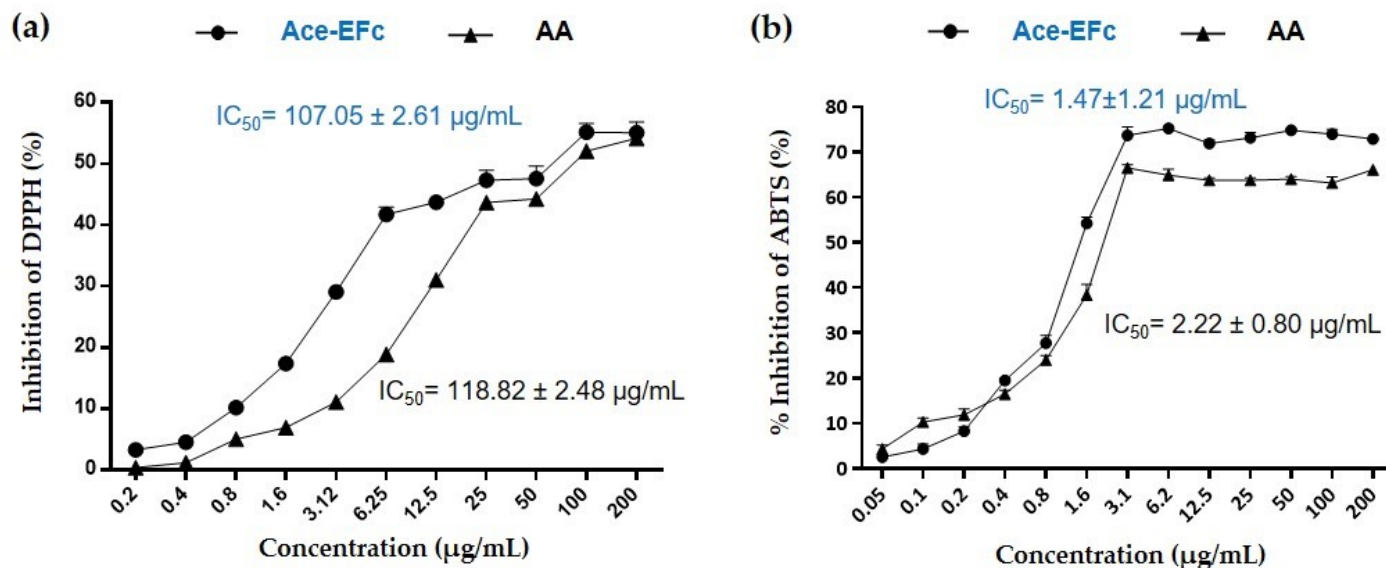 (a)
Ace-EFc AA
IC50= 107.05 ± 2.61 µg/mL
IC50= 118.82 ± 2.48 µg/mL
Inhibition of DPPH (%)
60
50
40
30
20
10
0
0.2 0.4 0.8 1.6 3.12 6.25 12.5 25 50 100 200
Concentration (µg/mL)
(b)
Ace-EFc AA
IC50= 1.47±1.21 µg/mL
IC50= 2.22 ± 0.80 µg/mL
% Inhibition of ABTS (%)
80
70
60
50
40
30
20
10
0
0.05 0.1 0.2 0.4 0.8 1.6 3.1 6.2 12.5 25 50 100 200
Concentration (µg/mL)